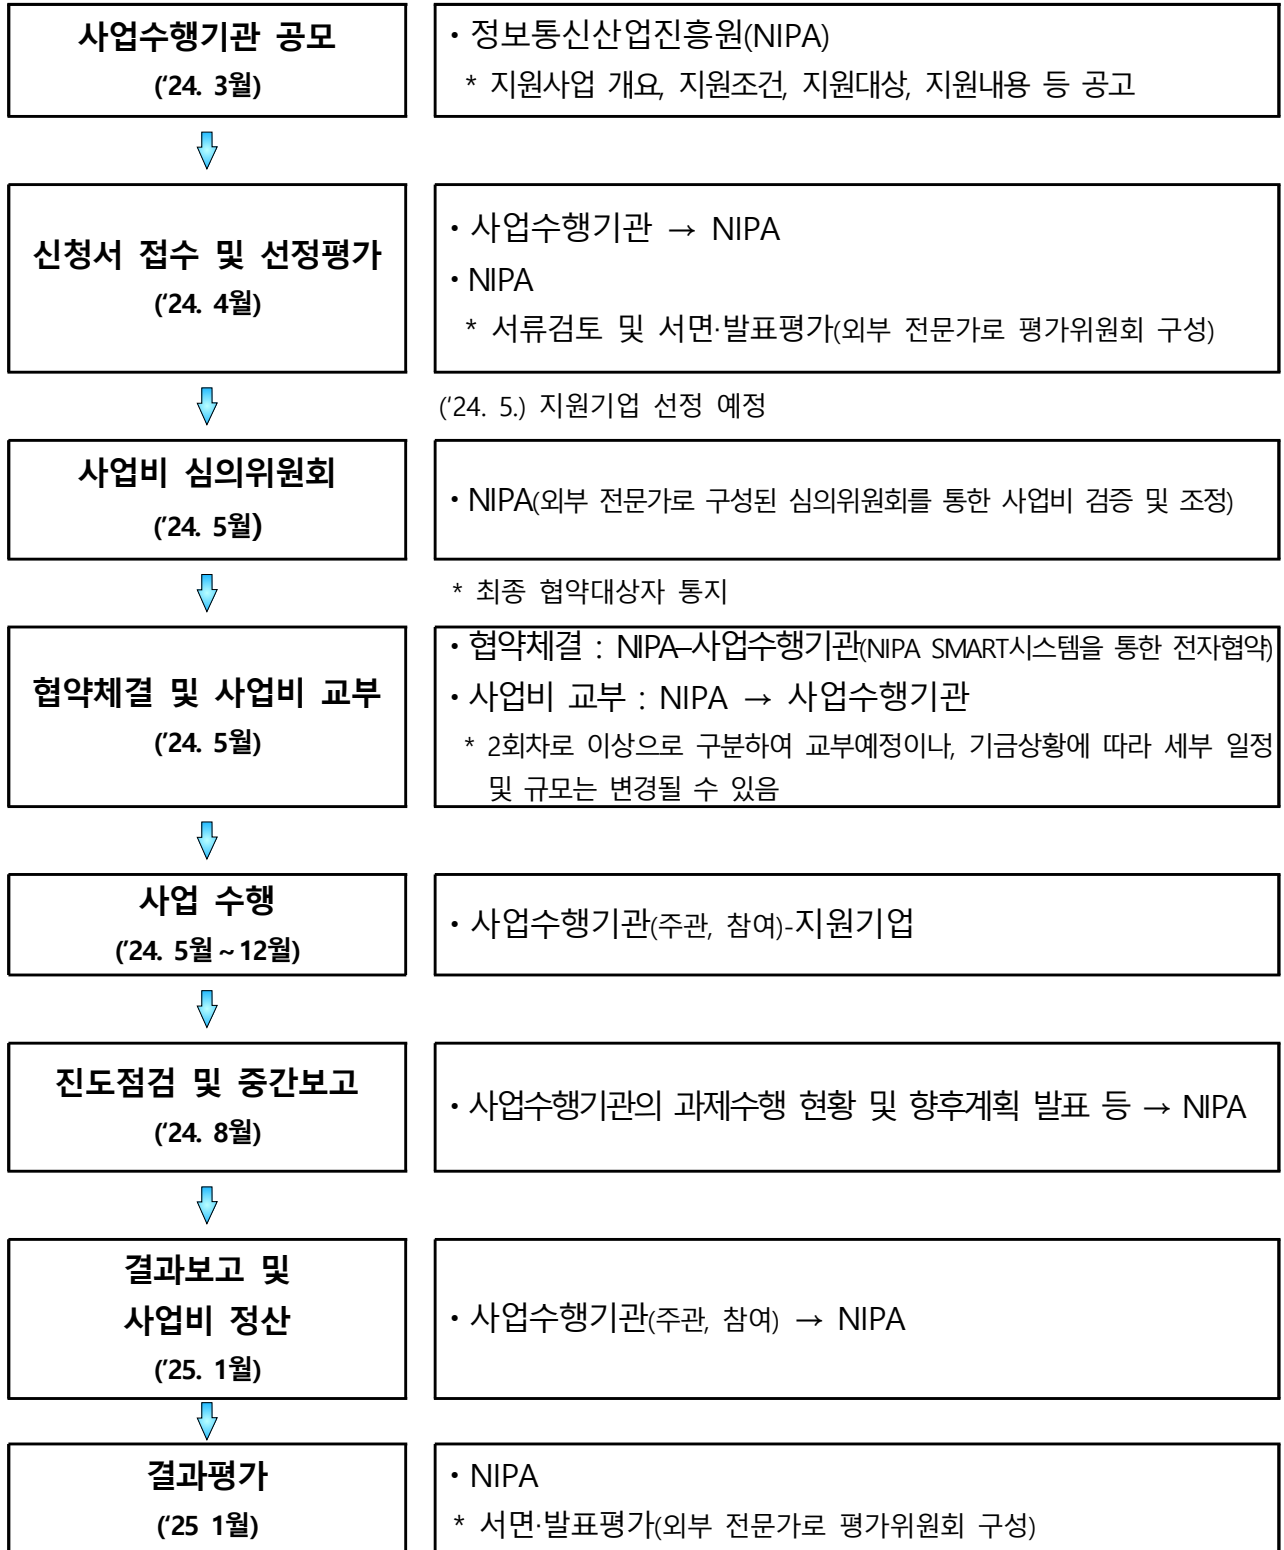 사업수행기관 공모
('24. 3월)
· 정보통신산업진흥원(NIPA)
* 지원사업 개요, 지원조건, 지원대상, 지원내용 등 공고
신청서 접수 및 선정평가
('24. 4월)
· 사업수행기관 → NIPA
· NIPA
* 서류검토 및 서면·발표평가(외부 전문가로 평가위원회 구성)
('24. 5.) 지원기업 선정 예정
사업비 심의위원회
('24. 5월)
· NIPA(외부 전문가로 구성된 심의위원회를 통한 사업비 검증 및 조정)
* 최종 협약대상자 통지
협약체결 및 사업비 교부
('24. 5월)
· 협약체결 : NIPA–사업수행기관(NIPA SMART시스템을 통한 전자협약)
· 사업비 교부 : NIPA → 사업수행기관
* 2회차로 이상으로 구분하여 교부예정이나, 기금상황에 따라 세부 일정
및 규모는 변경될 수 있음
사업 수행
('24. 5월～12월)
· 사업수행기관(주관, 참여)-지원기업
진도점검 및 중간보고
('24. 8월)
· 사업수행기관의 과제수행 현황 및 향후계획 발표 등 → NIPA
결과보고 및
사업비 정산
('25. 1월)
· 사업수행기관(주관, 참여) → NIPA
결과평가
('25 1월)
· NIPA
* 서면·발표평가(외부 전문가로 평가위원회 구성)